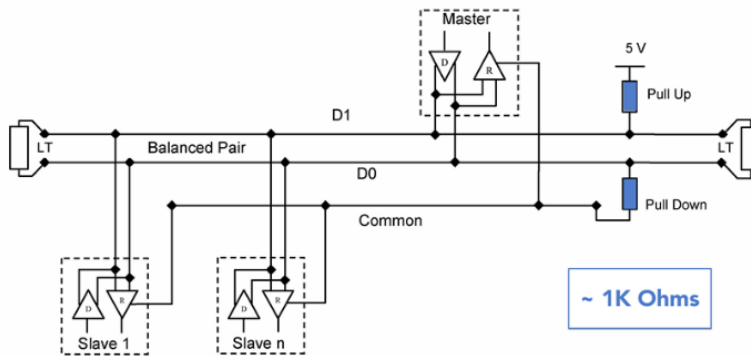 Master
D
R
5 V
Pull Up
D1
LT
Balanced Pair
LT
D0
Pull Down
Common
~ 1K Ohms
D
R
D
R
Slave 1
Slave n